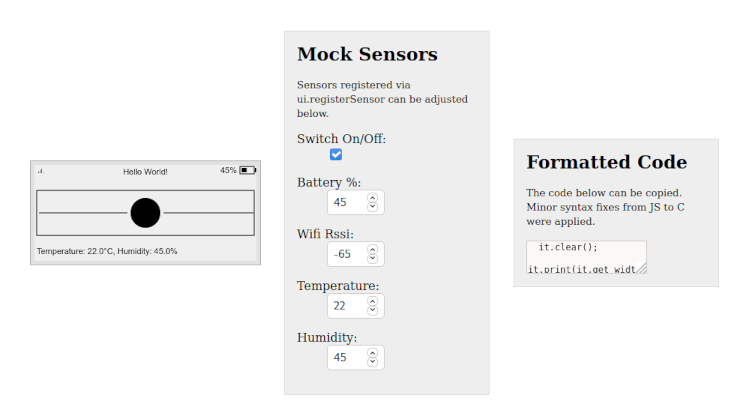 Hello World!
45%
Temperature: 22.0°C, Humidity: 45.0%
Mock Sensors
Sensors registered via
ui.registerSensor can be adjusted
below.
Switch On/Off:
Battery %:
45
Wifi Rssi:
-65
Temperature:
22
Humidity:
45
Formatted Code
The code below can be copied.
Minor syntax fixes from JS to C
were applied.
it.clear();
it.print(it.get_widt